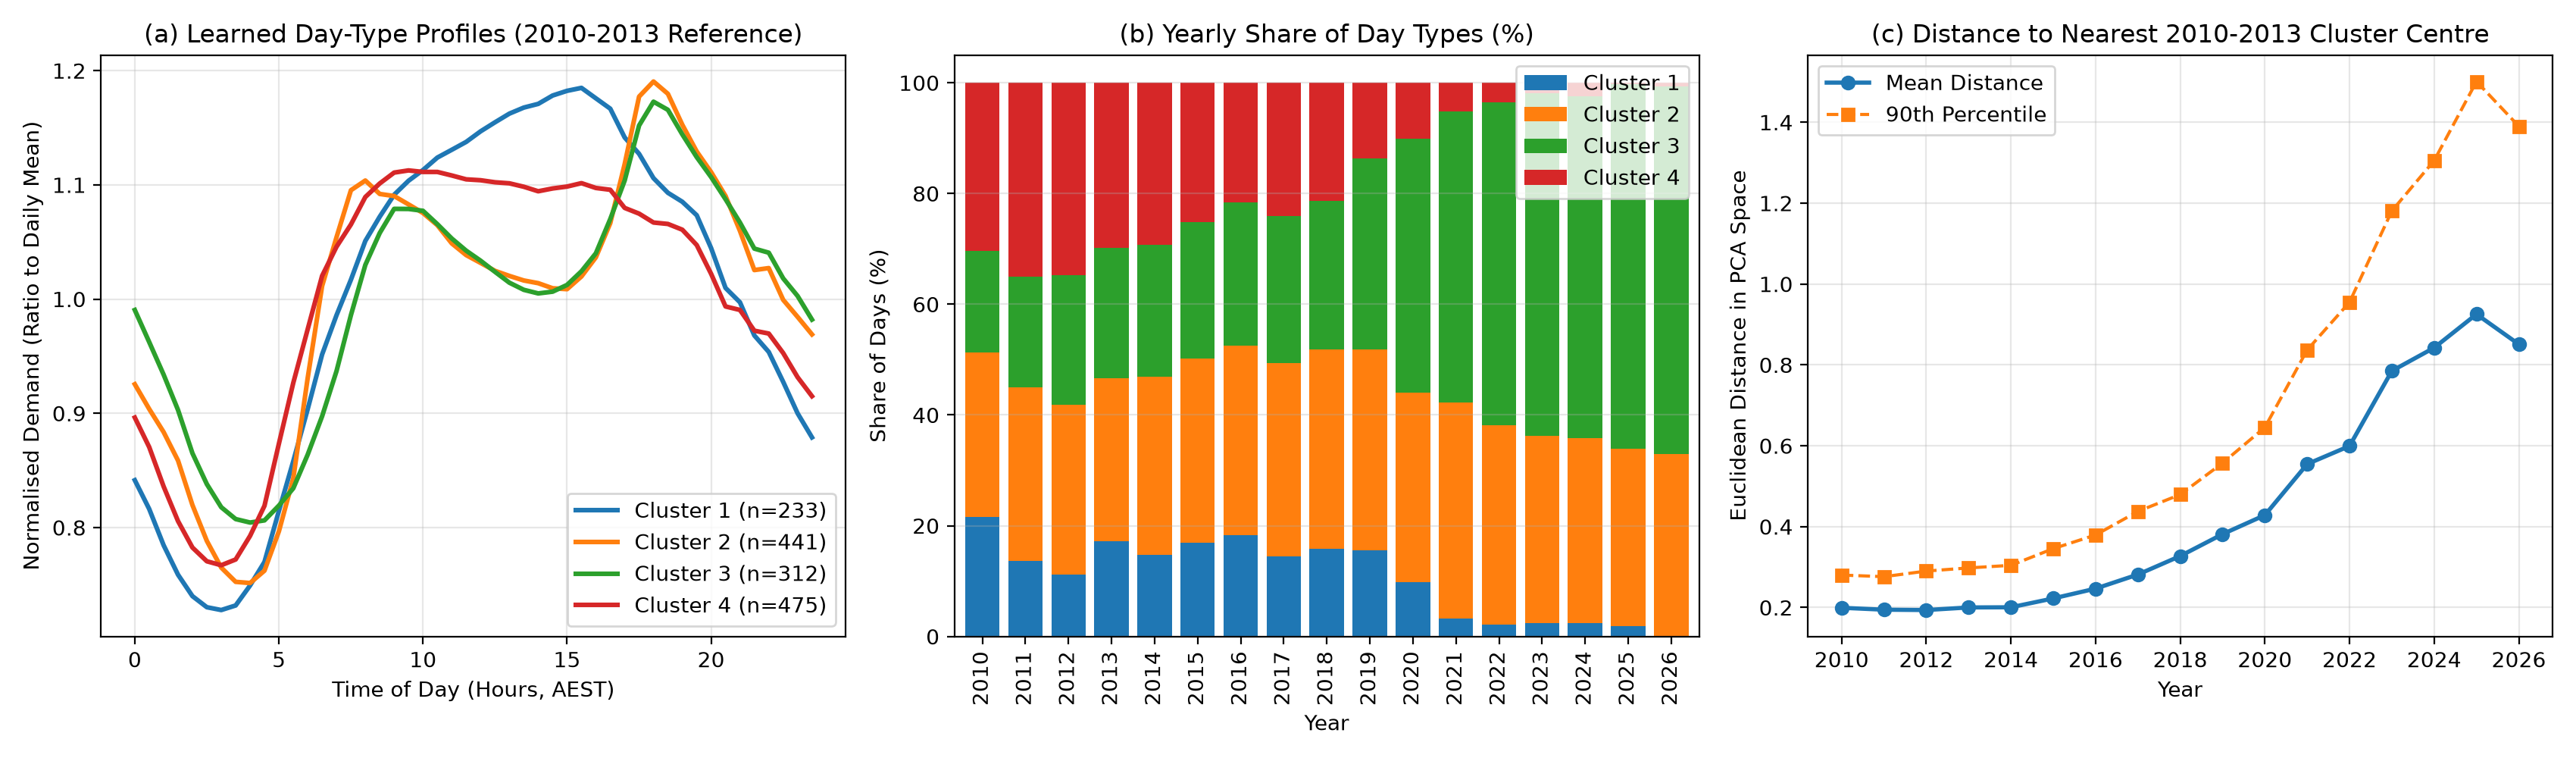 (a) Learned Day-Type Profiles (2010-2013 Reference)
Normalised Demand (Ratio to Daily Mean)
1.2
1.1
1.0
0.9
0.8
0
5
10
15
20
Time of Day (Hours, AEST)
Cluster 1 (n=233)
Cluster 2 (n=441)
Cluster 3 (n=312)
Cluster 4 (n=475)
(b) Yearly Share of Day Types (%)
Share of Days (%)
100
80
60
40
20
0
2010
2011
2012
2013
2014
2015
2016
2017
2018
2019
2020
2021
2022
2023
2024
2025
2026
Year
Cluster 1
Cluster 2
Cluster 3
Cluster 4
(c) Distance to Nearest 2010-2013 Cluster Centre
Euclidean Distance in PCA Space
Mean Distance
90th Percentile
1.4
1.2
1.0
0.8
0.6
0.4
0.2
2010
2012
2014
2016
2018
2020
2022
2024
2026
Year